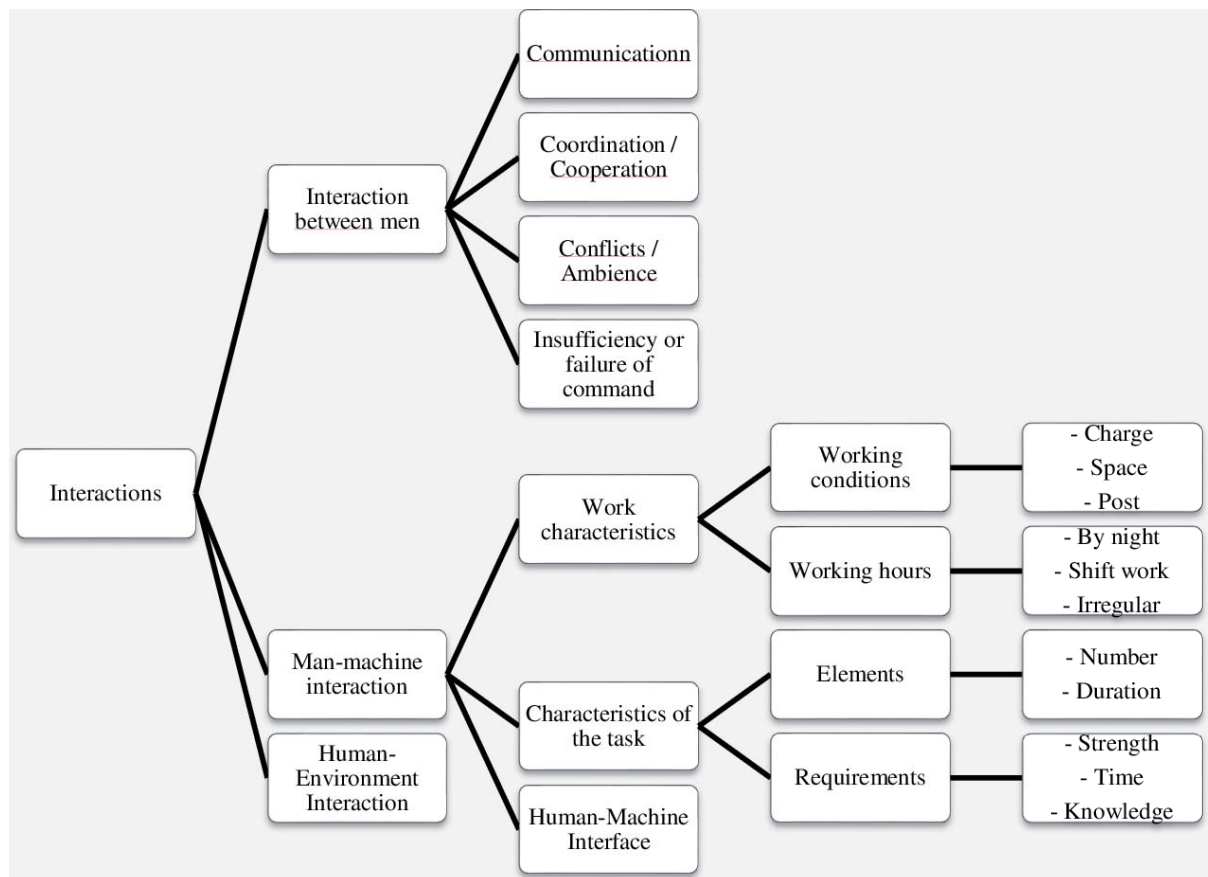 Communicationn
Coordination /
Cooperation
Interaction
between men
Conflicts /
Ambience
Insufficiency or
failure of
command
Interactions
Work
characteristics
Working
conditions
- Charge
- Space
- Post
Working hours
- By night
- Shift work
- Irregular
Man-machine
interaction
Characteristics of
the task
Elements
- Number
- Duration
Requirements
- Strength
- Time
- Knowledge
Human-
Environment
Interaction
Human-Machine
Interface